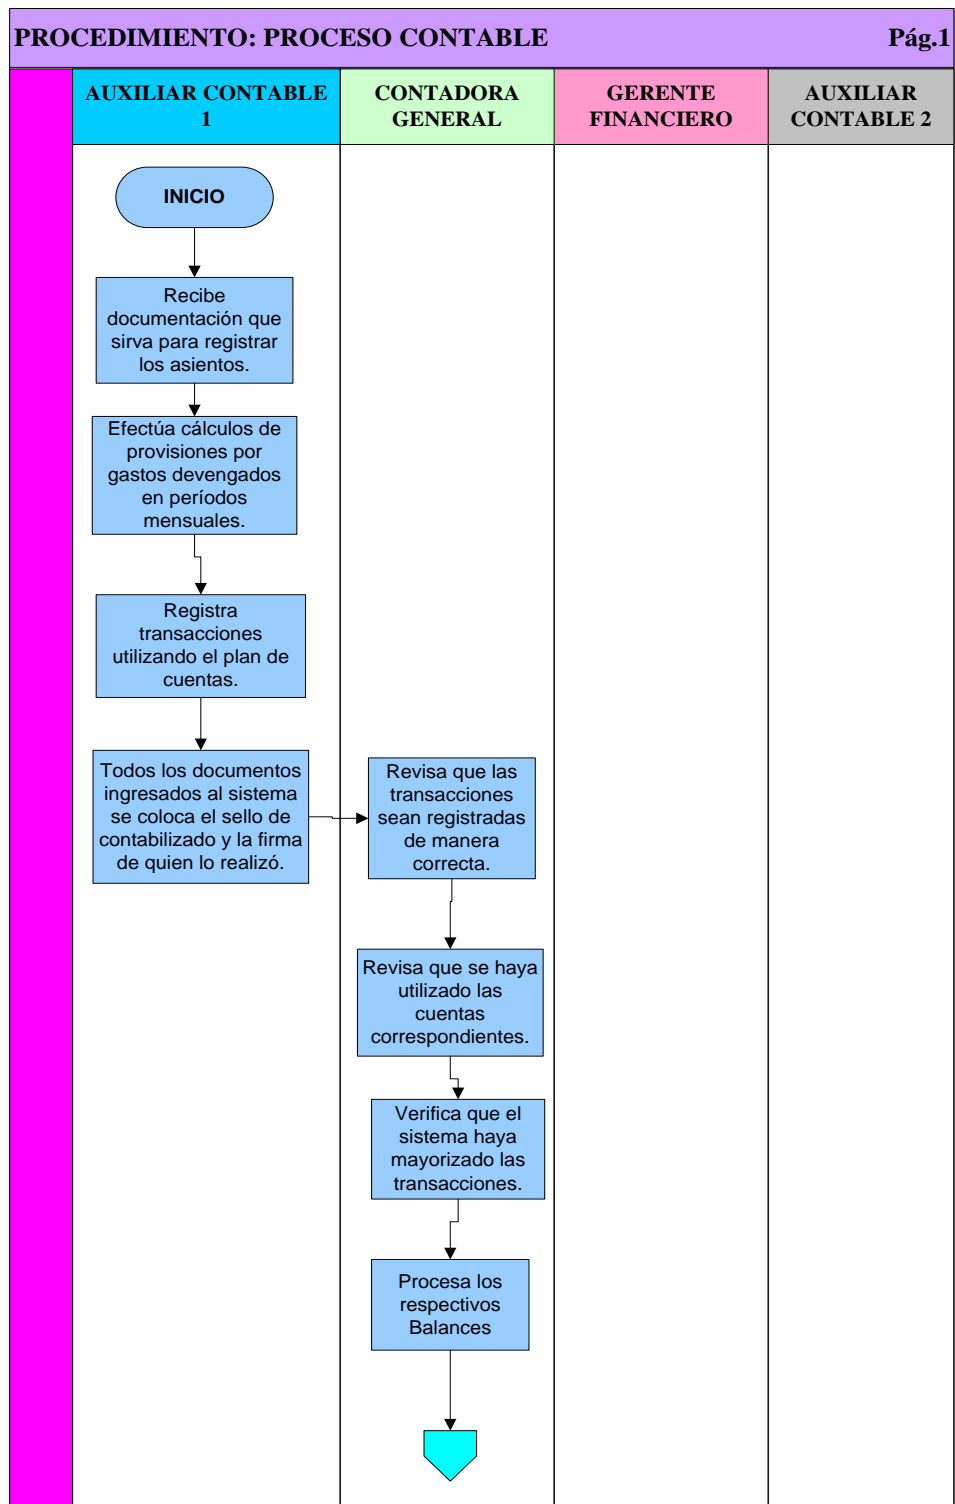 PROCEDIMIENTO: PROCESO CONTABLE Pág.1
AUXILIAR CONTABLE
1
CONTADORA
GENERAL
GERENTE
FINANCIERO
AUXILIAR
CONTABLE 2
INICIO
Recibe
documentación que
sirva para registrar
los asientos.
Efectúa cálculos de
provisiones por
gastos devengados
en períodos
mensuales.
Registra
transacciones
utilizando el plan de
cuentas.
Todos los documentos
ingresados al sistema
se coloca el sello de
contabilizado y la firma
de quien lo realizó.
Revisa que las
transacciones
sean registradas
de manera
correcta.
Revisa que se haya
utilizado las
cuentas
correspondientes.
Verifica que el
sistema haya
mayorizado las
transacciones.
Procesa los
respectivos
Balances